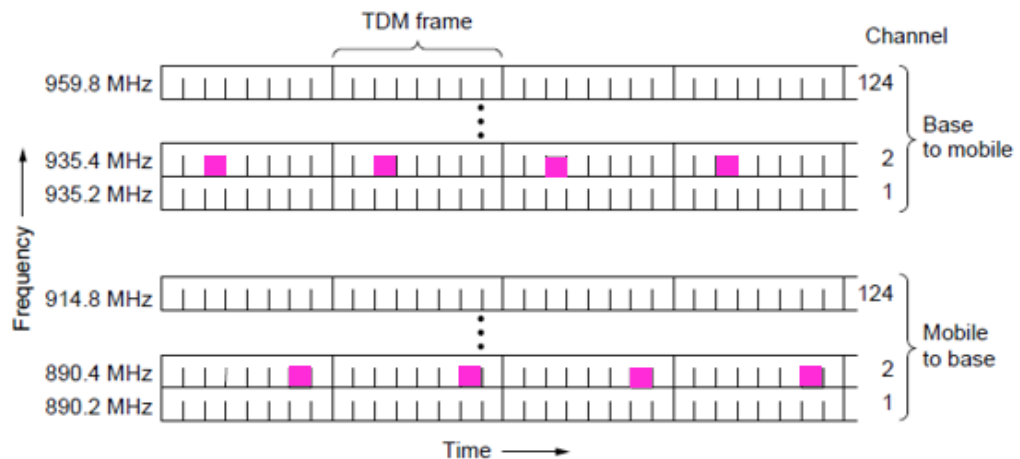 TDM frame
Channel
959.8 MHz
124
935.4 MHz
2
935.2 MHz
1
Base
to mobile
Frequency
914.8 MHz
124
890.4 MHz
2
890.2 MHz
1
Mobile
to base
Time